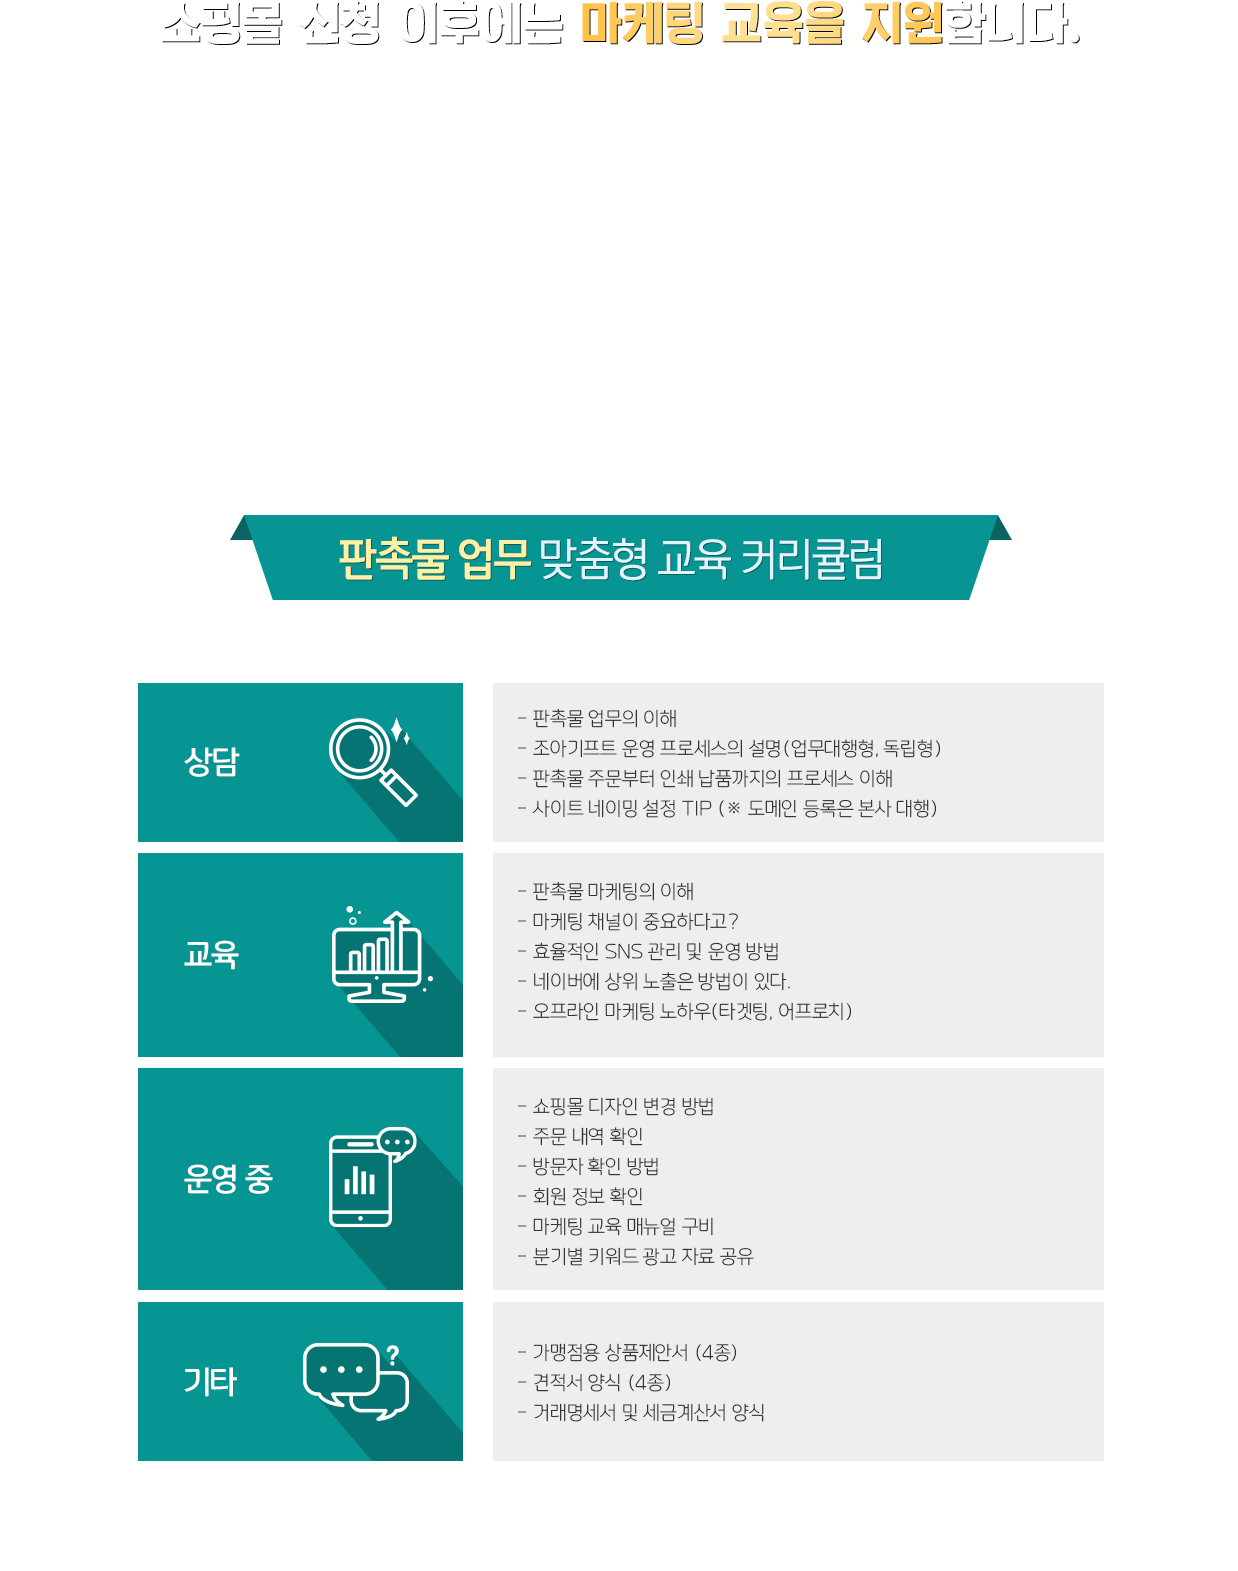 쇼핑몰 신청 이후에는 마케팅 교육을 지원합니다.
판촉물 업무 맞춤형 교육 커리큘럼
상담
- 판촉물 업무의 이해
- 조아기프트 운영 프로세스의 설명(업무대행형, 독립형)
- 판촉물 주문부터 인쇄 납품까지의 프로세스 이해
- 사이트 네이밍 설정 TIP (※ 도메인 등록은 본사 대행)
교육
- 판촉물 마케팅의 이해
- 마케팅 채널이 중요하다고?
- 효율적인 SNS 관리 및 운영 방법
- 네이버에 상위 노출은 방법이 있다.
- 오프라인 마케팅 노하우(타겟팅, 어프로치)
운영 중
- 쇼핑몰 디자인 변경 방법
- 주문 내역 확인
- 방문자 확인 방법
- 회원 정보 확인
- 마케팅 교육 매뉴얼 구비
- 분기별 키워드 광고 자료 공유
기타
- 가맹점용 상품제안서 (4종)
- 견적서 양식 (4종)
- 거래명세서 및 세금계산서 양식